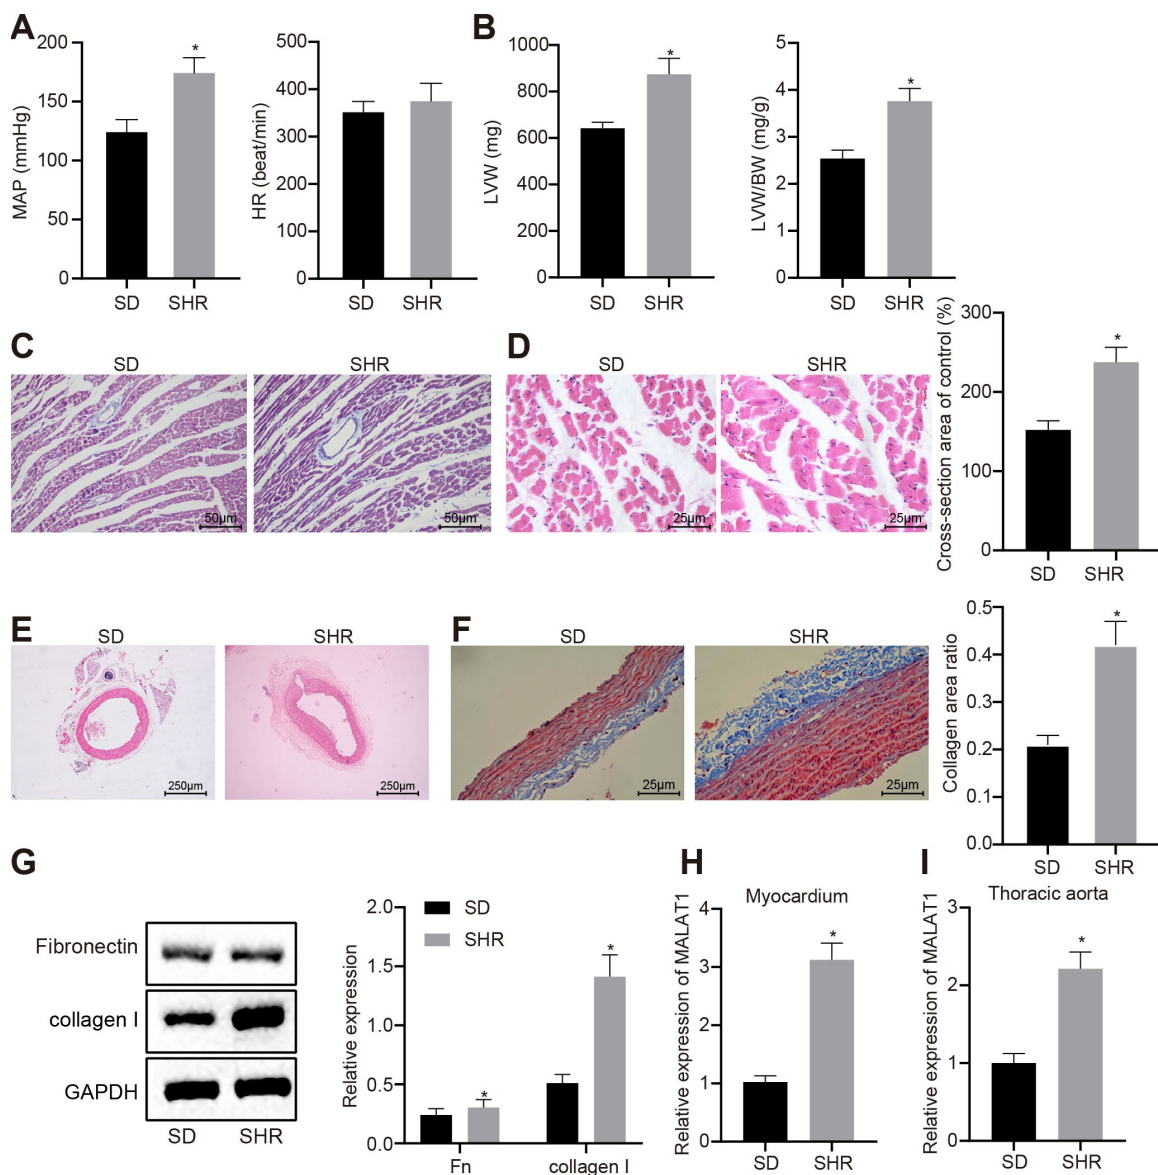 A
MAP (mmHg)
200
150
100
50
0
SD
SHR
*
HR (beat/min)
500
400
300
200
100
0
SD
SHR
B
LVW (mg)
1000
800
600
400
200
0
SD
SHR
*
LVW/BW (mg/g)
5
4
3
2
1
0
SD
SHR
*
C
SD
SHR
50μm
50μm
D
SD
SHR
25μm
25μm
Cross-section area of control (%)
300
200
150
100
0
SD
SHR
*
E
SD
SHR
250μm
250μm
F
SD
SHR
25μm
25μm
Collagen area ratio
0.5
0.4
0.3
0.2
0.1
0.0
SD
SHR
*
G
Fibronectin
collagen I
GAPDH
SD
SHR
Relative expression
2.0
1.5
1.0
0.5
0.0
SD
SHR
*
*
Fn
collagen I
H
Myocardium
Relative expression of MALAT1
4
3
2
1
0
SD
SHR
*
I
Thoracic aorta
Relative expression of MALAT1
3
2
1
0
SD
SHR
*